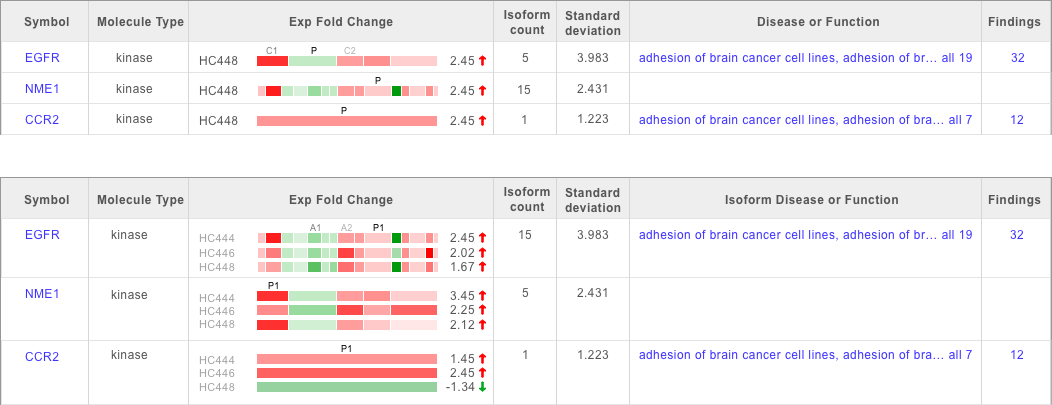 Symbol Molecule Type Exp Fold Change Isoform count Standard deviation Disease or Function Findings
C1 P C2
EGFR kinase HC448 2.45 5 3.983 adhesion of brain cancer cell lines, adhesion of br... all 19 32
P
NME1 kinase HC448 2.45 15 2.431
P
CCR2 kinase HC448 2.45 1 1.223 adhesion of brain cancer cell lines, adhesion of bra... all 7 12
Symbol Molecule Type Exp Fold Change Isoform count Standard deviation Isoform Disease or Function Findings
A1 A2 P1
EGFR kinase HC444 2.45 15 3.983 adhesion of brain cancer cell lines, adhesion of br... all 19 32
HC446 2.02
HC448 1.67
P1
NME1 kinase HC444 3.45 5 2.431
HC446 2.25
HC448 2.12
P1
CCR2 kinase HC444 1.45 1 1.223 adhesion of brain cancer cell lines, adhesion of bra... all 7 12
HC446 2.45
HC448 -1.34